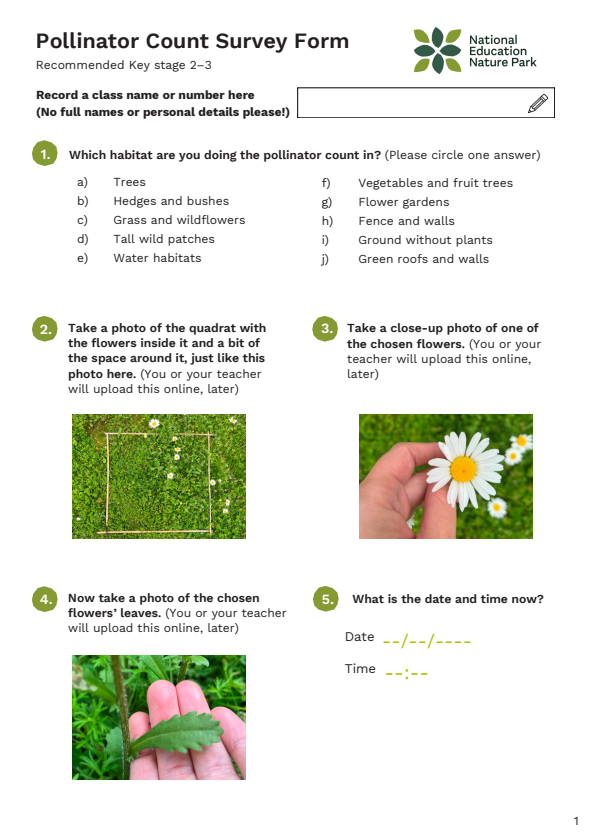 Pollinator Count Survey Form
Recommended Key stage 2–3
National
Education
Nature Park
Record a class name or number here
(No full names or personal details please!)
1. Which habitat are you doing the pollinator count in? (Please circle one answer)
a) Trees
b) Hedges and bushes
c) Grass and wildflowers
d) Tall wild patches
e) Water habitats
f) Vegetables and fruit trees
g) Flower gardens
h) Fence and walls
i) Ground without plants
j) Green roofs and walls
2. Take a photo of the quadrat with
the flowers inside it and a bit of
the space around it, just like this
photo here. (You or your teacher
will upload this online, later)
3. Take a close-up photo of one of
the chosen flowers. (You or your
teacher will upload this online,
later)
4. Now take a photo of the chosen
flowers’ leaves. (You or your teacher
will upload this online, later)
5. What is the date and time now?
Date --/--/----
Time --:--
1